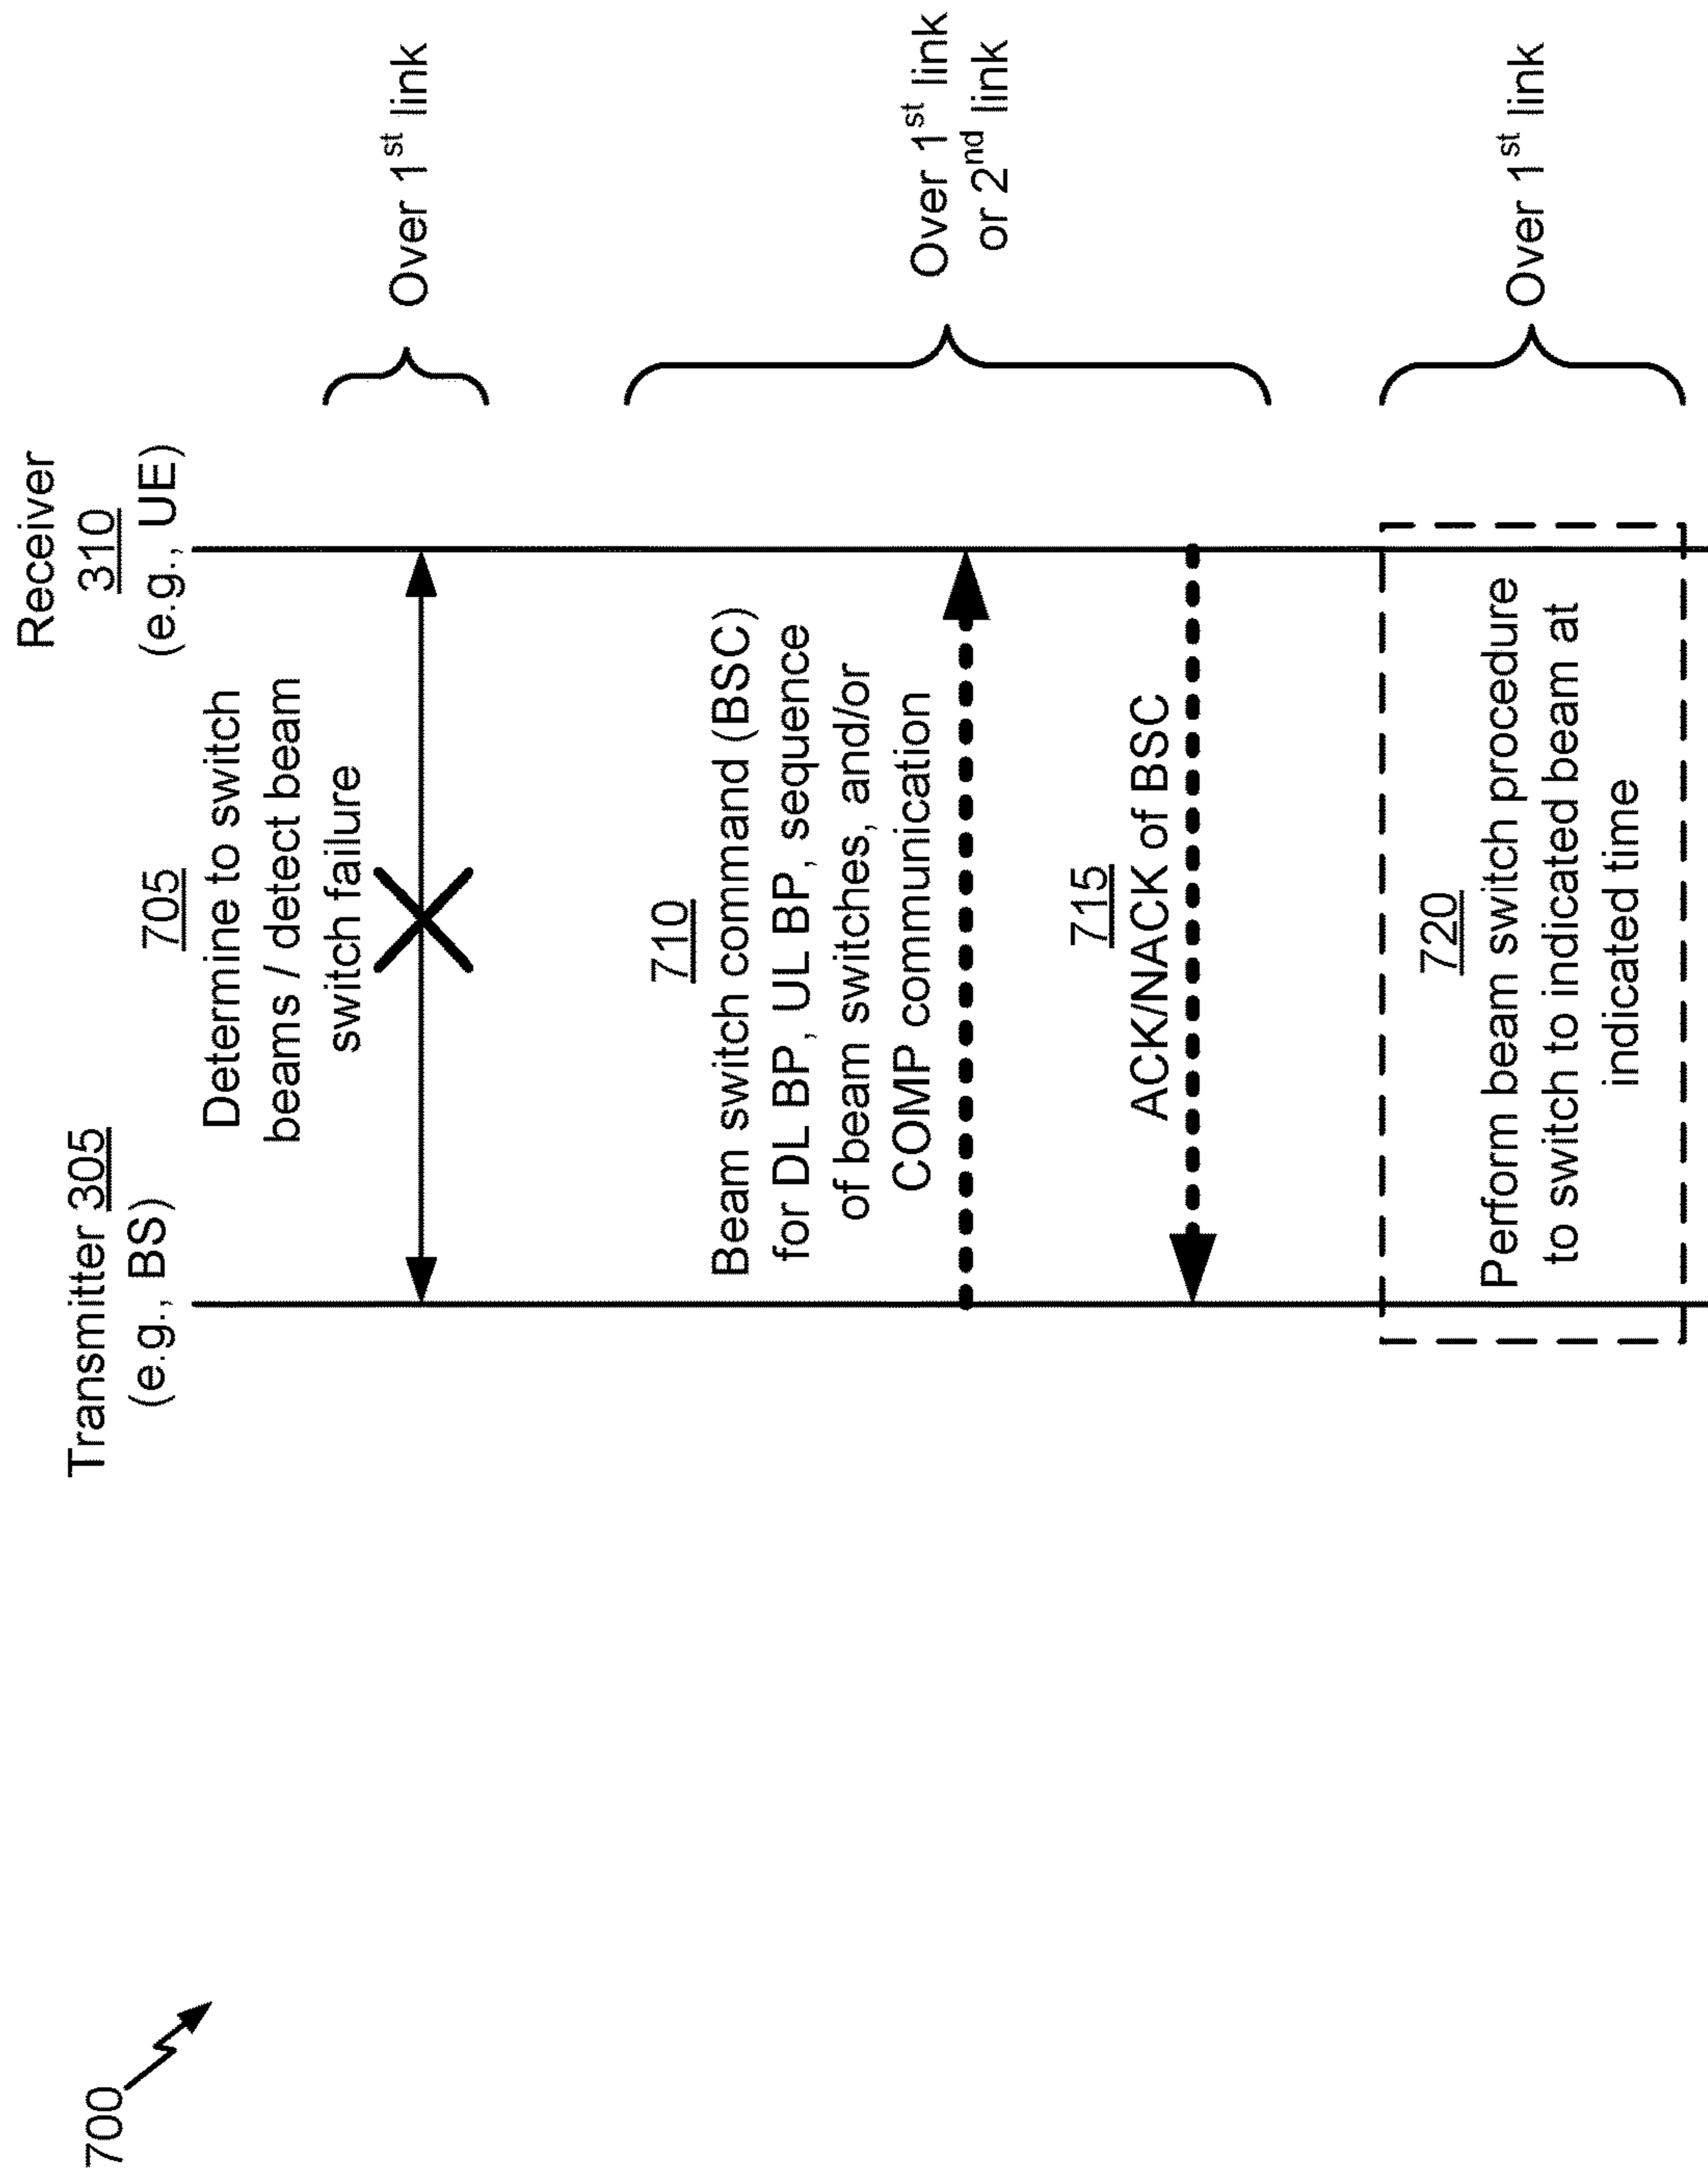 700
Transmitter 305
(e.g., BS)
Receiver
310
(e.g., UE)
705
Determine to switch
beams / detect beam
switch failure
Over 1st link
710
Beam switch command (BSC)
for DL BP, UL BP, sequence
of beam switches, and/or
COMP communication
715
ACK/NACK of BSC
Over 1st link
or 2nd link
720
Perform beam switch procedure
to switch to indicated beam at
indicated time
Over 1st link